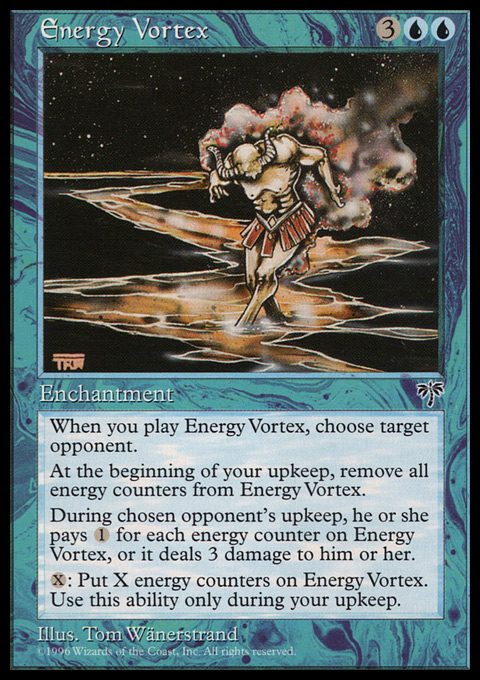 Energy Vortex 3
TKW
Enchantment
When you play Energy Vortex, choose target
opponent.
At the beginning of your upkeep, remove all
energy counters from Energy Vortex.
During chosen opponent's upkeep, he or she
pays 1 for each energy counter on Energy
Vortex, or it deals 3 damage to him or her.
X: Put X energy counters on Energy Vortex.
Use this ability only during your upkeep.
Illus. Tom Wänerstrand
©1996 Wizards of the Coast, Inc. All rights reserved.